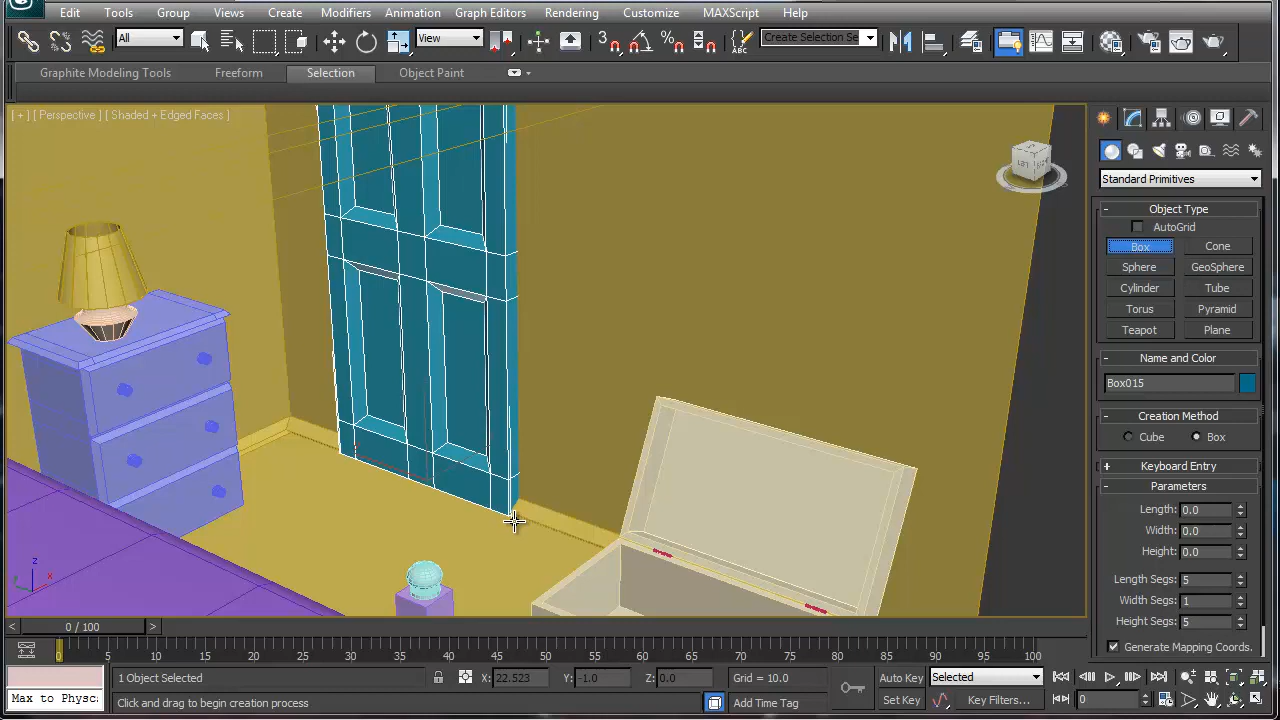 Edit Tools Group Views Create Modifiers Animation Graph Editors Rendering Customize MAXScript Help
All View 3 Create Selection Se
Graphite Modeling Tools Freeform Selection Object Paint
[ + ] [ Perspective ] [ Shaded + Edged Faces ]
Standard Primitives
Object Type
AutoGrid
Box Cone
Sphere GeoSphere
Cylinder Tube
Torus Pyramid
Teapot Plane
Name and Color
Box015
Creation Method
Cube Box
Keyboard Entry
Parameters
Length: 0.0
Width: 0.0
Height: 0.0
Length Segs: 5
Width Segs: 1
Height Segs: 5
Generate Mapping Coords.
z
x
< 0 / 100 >
0 5 10 15 20 25 30 35 40 45 50 55 60 65 70 75 80 85 90 95 100
1 Object Selected X: 22.523 Y: -1.0 Z: 0.0 Grid = 10.0 Auto Key Selected
Max to Physc: Click and drag to begin creation process Add Time Tag Set Key Key Filters... 0